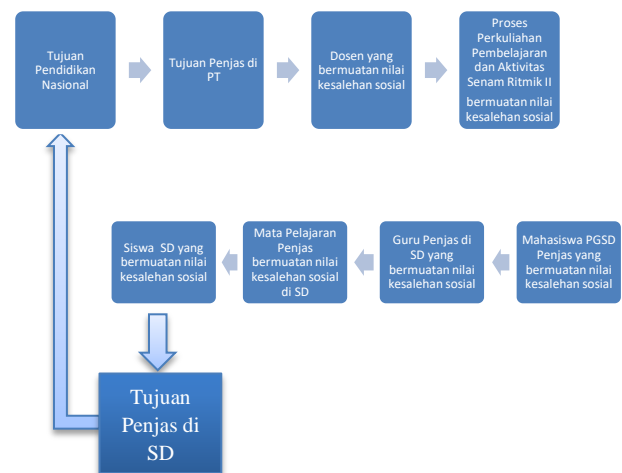 Tujuan
Pendidikan
Nasional
Tujuan Penjas di
PT
Dosen yang
bermuatan nilai
kesalehan sosial
Proses
Perkuliahan
Pembelajaran
dan Aktivitas
Senam Ritmik II
bermuatan nilai
kesalehan sosial
Mahasiswa PGSD
Penjas yang
bermuatan nilai
kesalehan sosial
Guru Penjas di
SD yang
bermuatan nilai
kesalehan sosial
Mata Pelajaran
Penjas
bermuatan nilai
kesalehan sosial
di SD
Siswa SD yang
bermuatan nilai
kesalehan sosial
Tujuan
Penjas di
SD